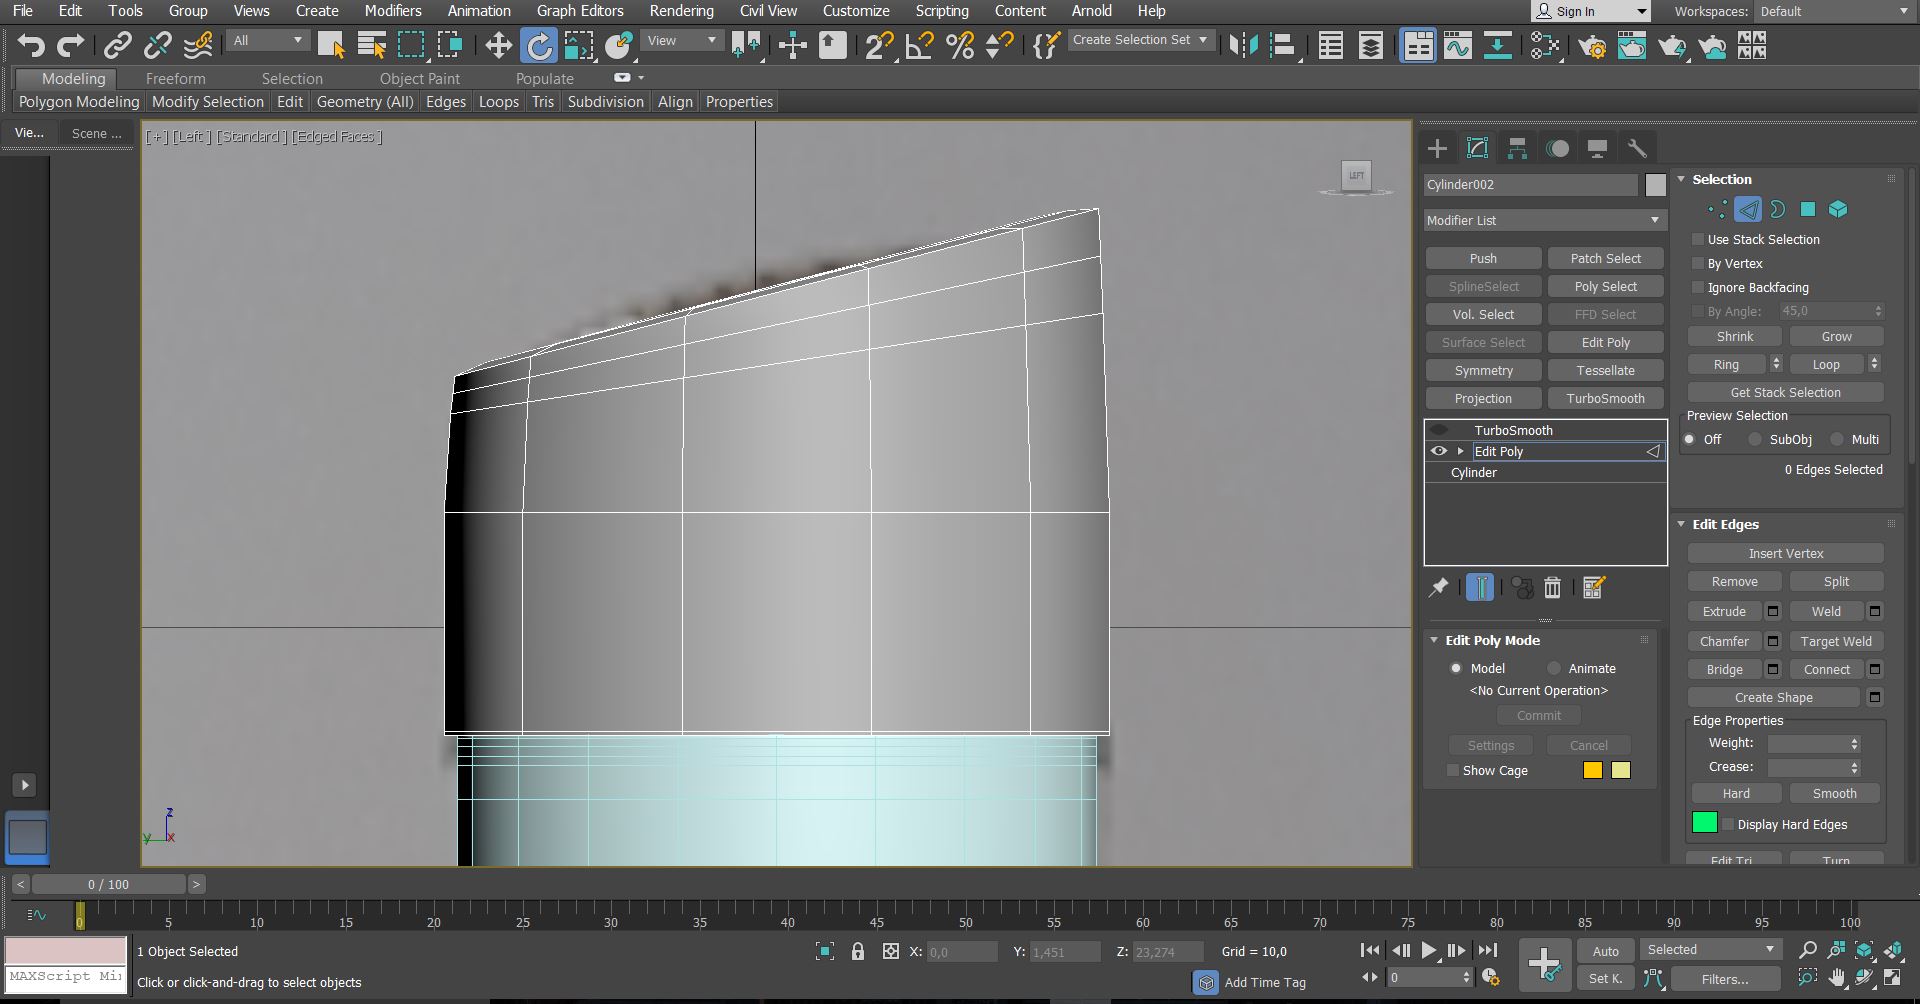 File Edit Tools Group Views Create Modifiers Animation Graph Editors Rendering Civil View Customize Scripting Content Arnold Help Sign In Workspaces: Default
All View Create Selection Set
Modeling Freeform Selection Object Paint Populate
Polygon Modeling Modify Selection Edit Geometry (All) Edges Loops Tris Subdivision Align Properties
Vie... Scene ...
[+] [Left ] [Standard ] [Edged Faces ]
LEFT
Cylinder002
Modifier List
Push Patch Select
SplineSelect Poly Select
Vol. Select FFD Select
Surface Select Edit Poly
Symmetry Tessellate
Projection TurboSmooth
TurboSmooth
Edit Poly
Cylinder
Edit Poly Mode
Model Animate
<No Current Operation>
Commit
Settings Cancel
Show Cage
Selection
Use Stack Selection
By Vertex
Ignore Backfacing
By Angle: 45,0
Shrink Grow
Ring Loop
Get Stack Selection
Preview Selection
Off SubObj Multi
0 Edges Selected
Edit Edges
Insert Vertex
Remove Split
Extrude Weld
Chamfer Target Weld
Bridge Connect
Create Shape
Edge Properties
Weight:
Crease:
Hard Smooth
Display Hard Edges
Edit Tri. Turn
z
y x
< 0 / 100 >
0 5 10 15 20 25 30 35 40 45 50 55 60 65 70 75 80 85 90 95 100
1 Object Selected X: 0,0 Y: 1,451 Z: 23,274 Grid = 10,0 Auto Selected
MAXScript Mi Click or click-and-drag to select objects Add Time Tag 0 Set K. Filters...